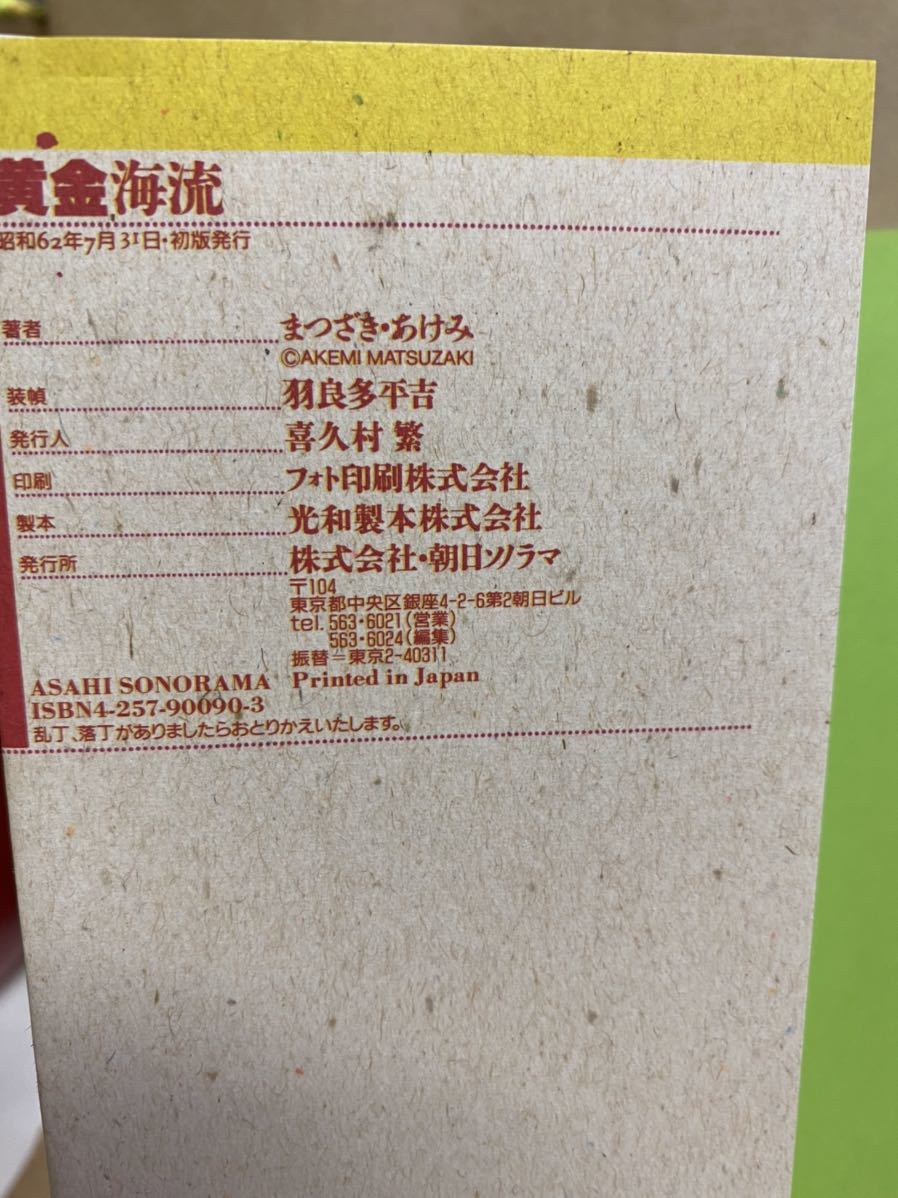 黄金海流
昭和62年7月31日・初版発行
著者 まつざき・あけみ
©AKEMI MATSUZAKI
装幀 羽良多平吉
発行人 喜久村 繁
印刷 フォト印刷株式会社
製本 光和製本株式会社
発行所 株式会社・朝日ソノラマ
〒104
東京都中央区銀座4-2-6第2朝日ビル
tel. 563・6021(営業)
563・6024(編集)
振替=東京2-40311
ASAHI SONORAMA Printed in Japan
ISBN4-257-90090-3
乱丁、落丁がありましたらおとりかえいたします。